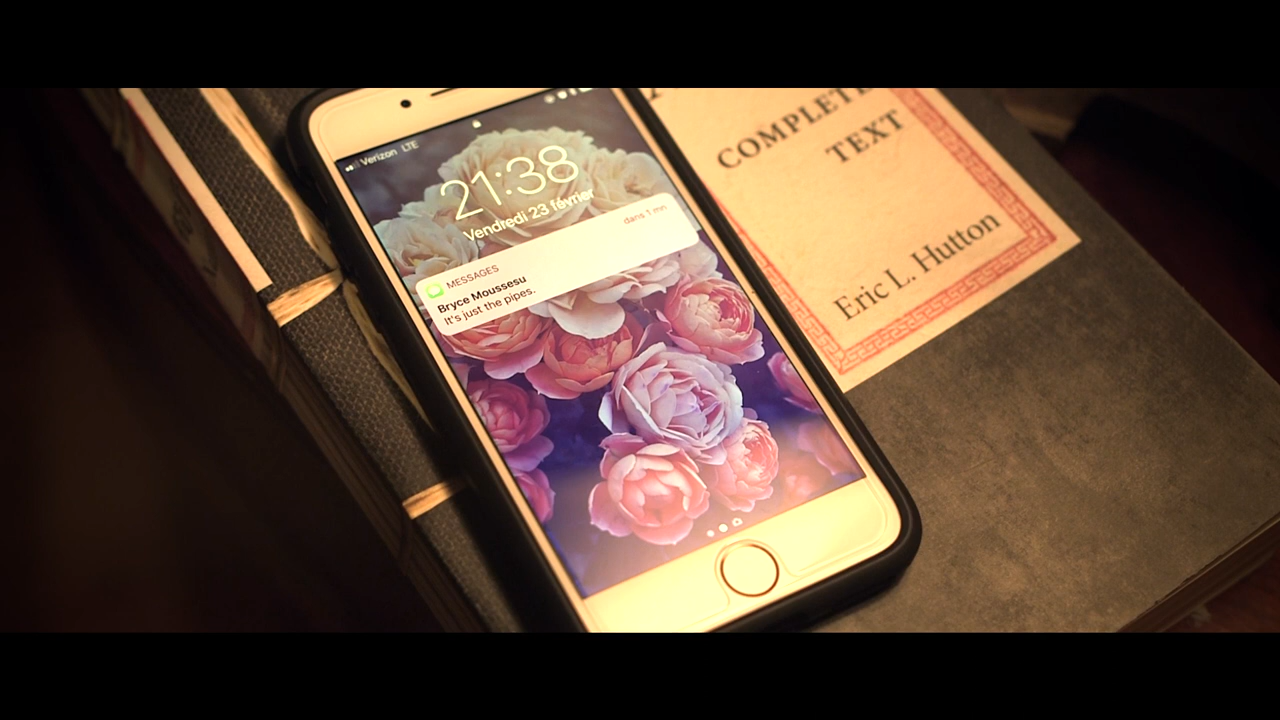 Verizon LTE
21:38
Vendredi 23 février
MESSAGES
dans 1 mn
Bryce Moussesu
It's just the pipes.
COMPLETE
TEXT
Eric L. Hutton